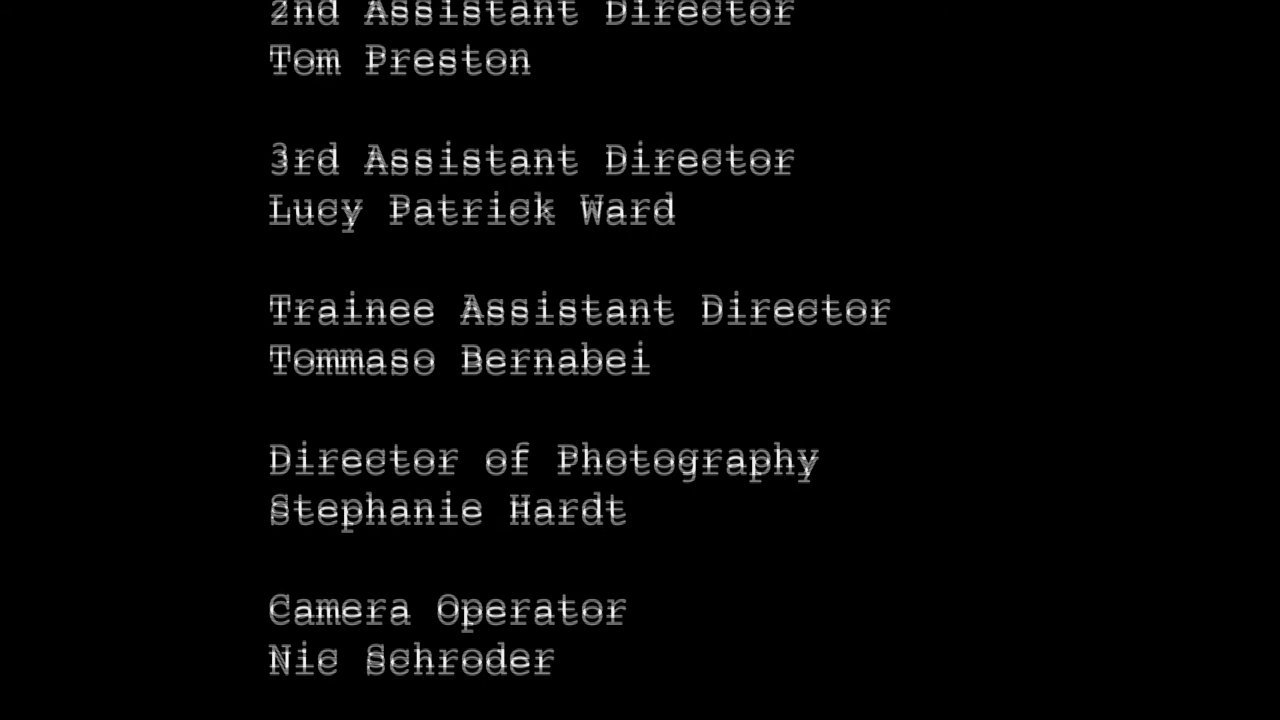 2nd Assistant Director
Tom Preston
3rd Assistant Director
Lucy Patrick Ward
Trainee Assistant Director
Tommaso Bernabei
Director of Photography
Stephanie Hardt
Camera Operator
Nic Schroder